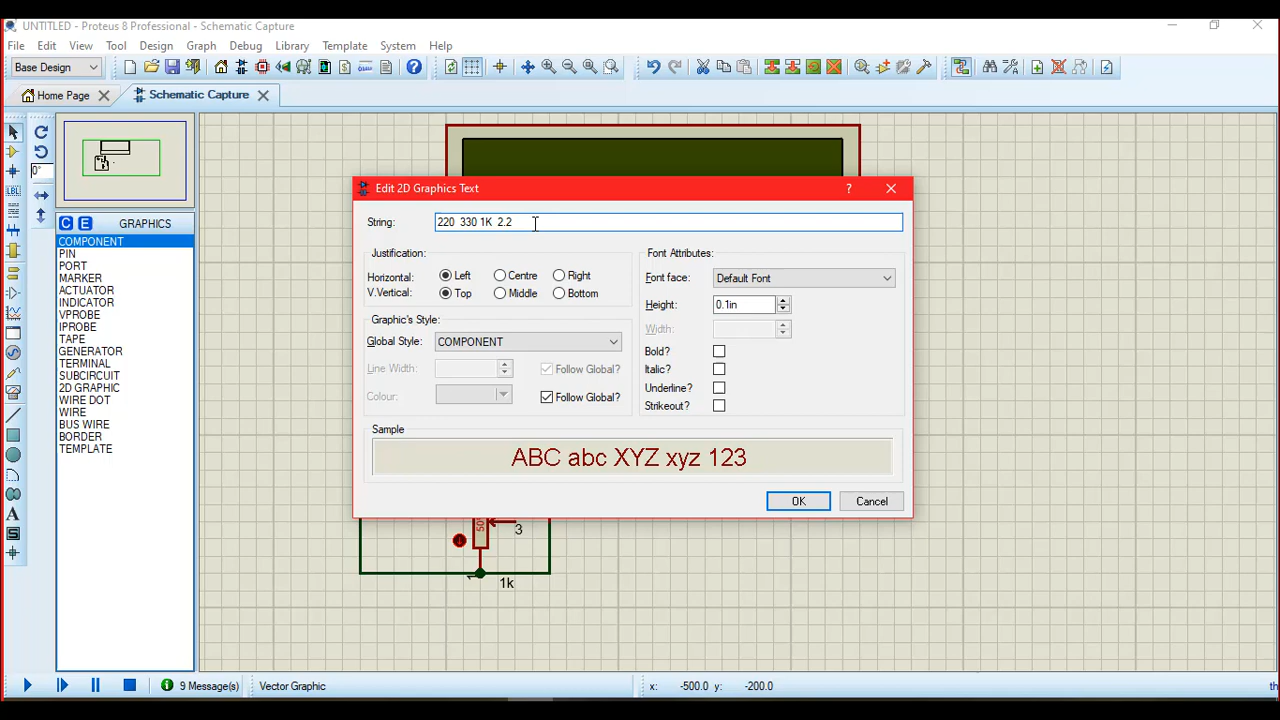 UNTITLED - Proteus 8 Professional - Schematic Capture
File Edit View Tool Design Graph Debug Library Template System Help
Base Design
Home Page Schematic Capture
0°
LBL
C E GRAPHICS
COMPONENT
PIN
PORT
MARKER
ACTUATOR
INDICATOR
VPROBE
IPROBE
TAPE
GENERATOR
TERMINAL
SUBCIRCUIT
2D GRAPHIC
WIRE DOT
WIRE
BUS WIRE
BORDER
TEMPLATE
A
S
Edit 2D Graphics Text ?
String: 220 330 1K 2.2
Justification:
Horizontal: Left Centre Right
V.Vertical: Top Middle Bottom
Graphic's Style:
Global Style: COMPONENT
Line Width: Follow Global?
Colour: Follow Global?
Font Attributes:
Font face: Default Font
Height: 0.1in
Width:
Bold?
Italic?
Underline?
Strikeout?
Sample
ABC abc XYZ xyz 123
OK Cancel
3
1k
9 Message(s) Vector Graphic x: -500.0 y: -200.0 th